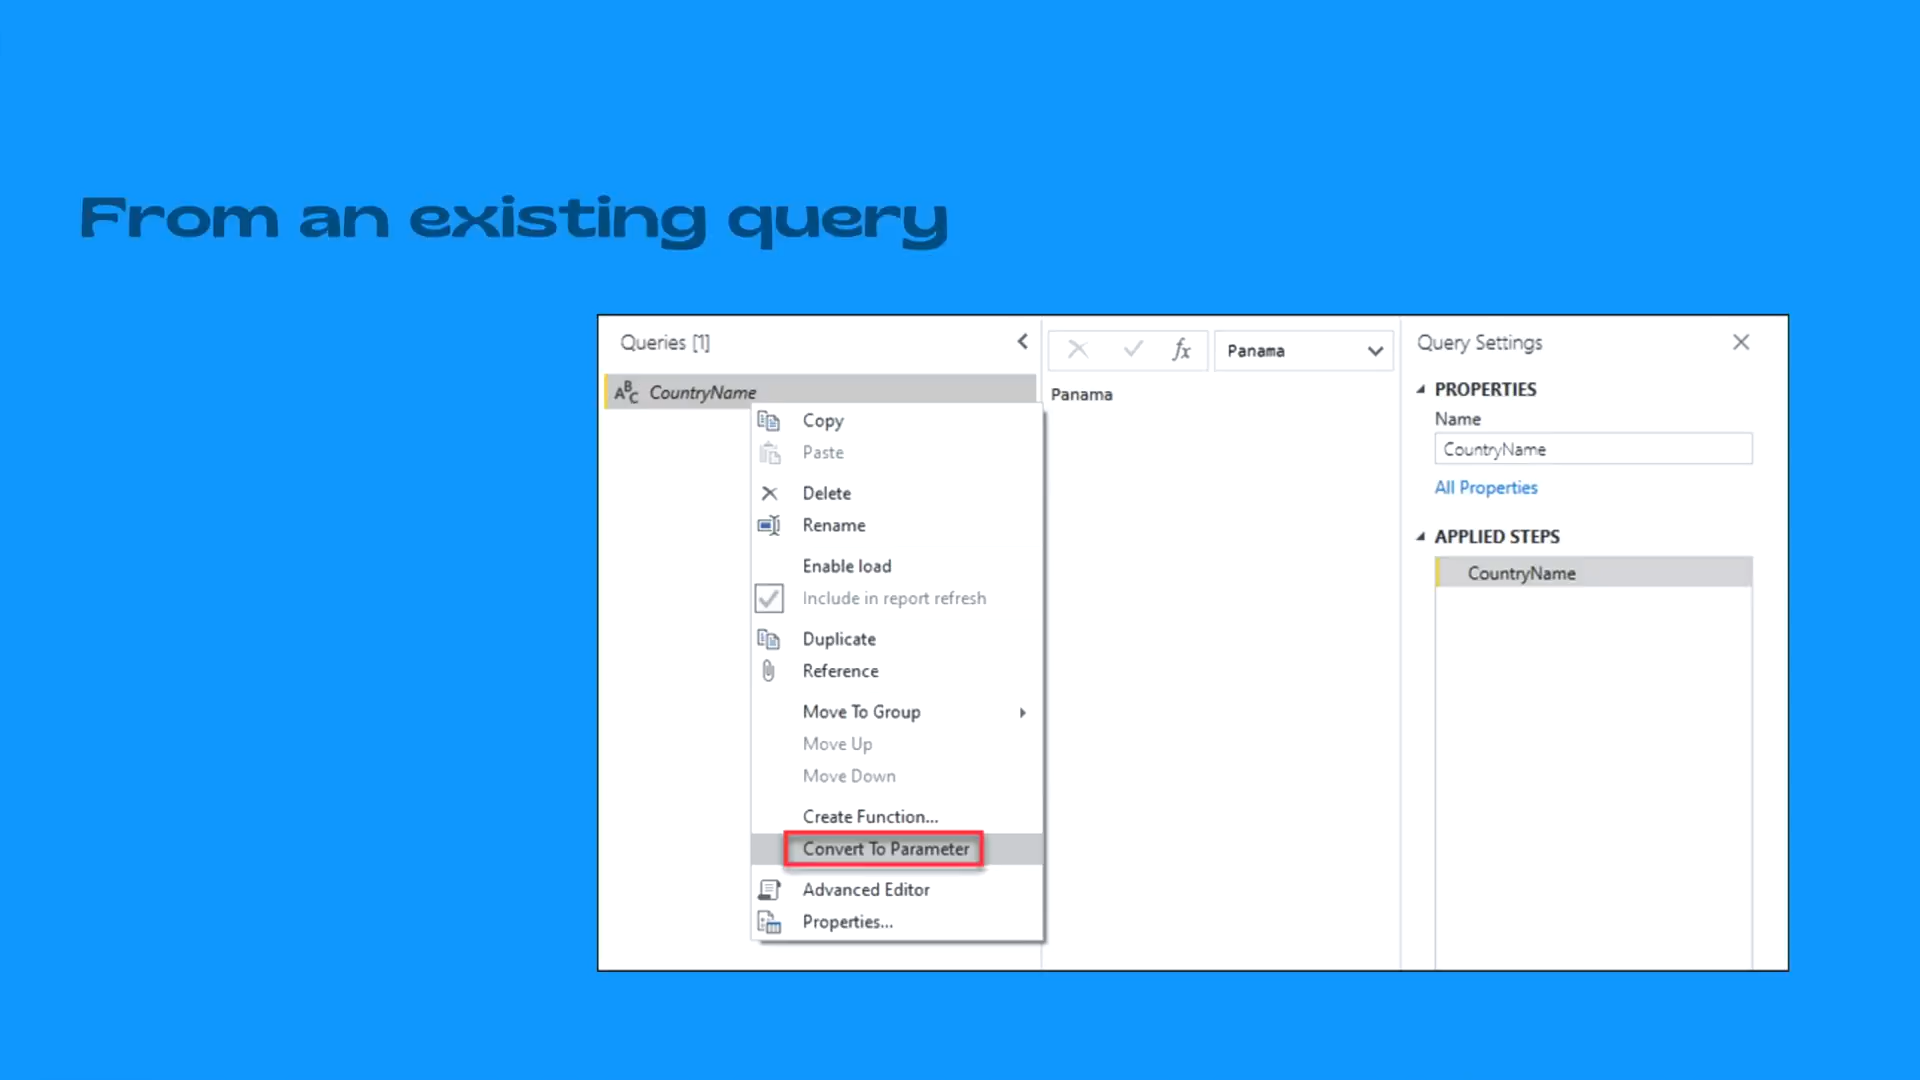 From an existing query
Queries [1]
CountryName
Copy
Paste
Delete
Rename
Enable load
Include in report refresh
Duplicate
Reference
Move To Group
Move Up
Move Down
Create Function...
Convert To Parameter
Advanced Editor
Properties...
fx
Panama
Panama
Query Settings
PROPERTIES
Name
CountryName
All Properties
APPLIED STEPS
CountryName